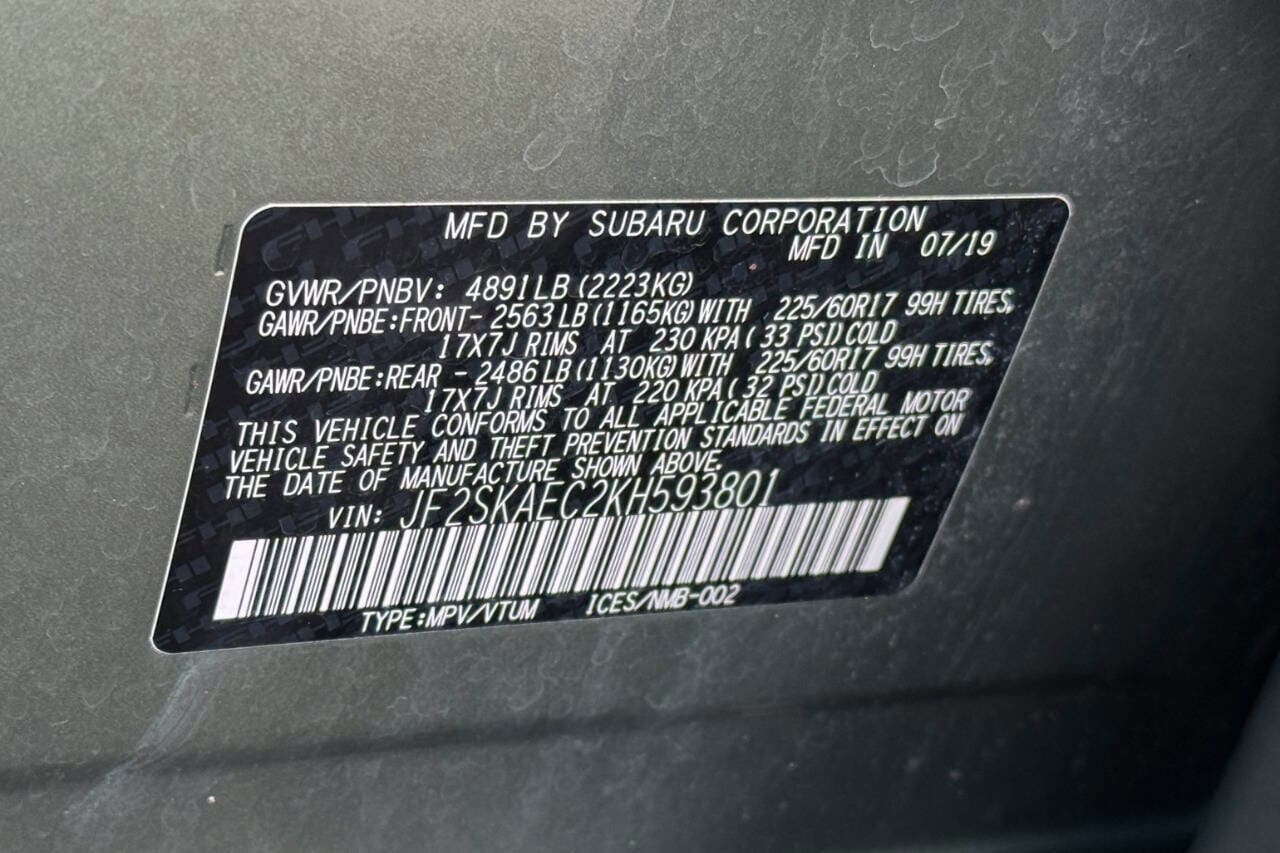 MFD BY SUBARU CORPORATION
MFD IN 07/19
GVWR/PNBV: 4891LB (2223KG)
GAWR/PNBE:FRONT- 2563LB (1165KG) WITH 225/60R17 99H TIRES,
17X7J RIMS AT 230 KPA (33 PSI) COLD
GAWR/PNBE:REAR - 2486LB (1130KG) WITH 225/60R17 99H TIRES,
17X7J RIMS AT 220 KPA (32 PSI) COLD
THIS VEHICLE CONFORMS TO ALL APPLICABLE FEDERAL MOTOR
VEHICLE SAFETY AND THEFT PREVENTION STANDARDS IN EFFECT ON
THE DATE OF MANUFACTURE SHOWN ABOVE.
VIN: JF2SKAEC2KH593801
TYPE:MPV/VTUM ICES/NMB-002